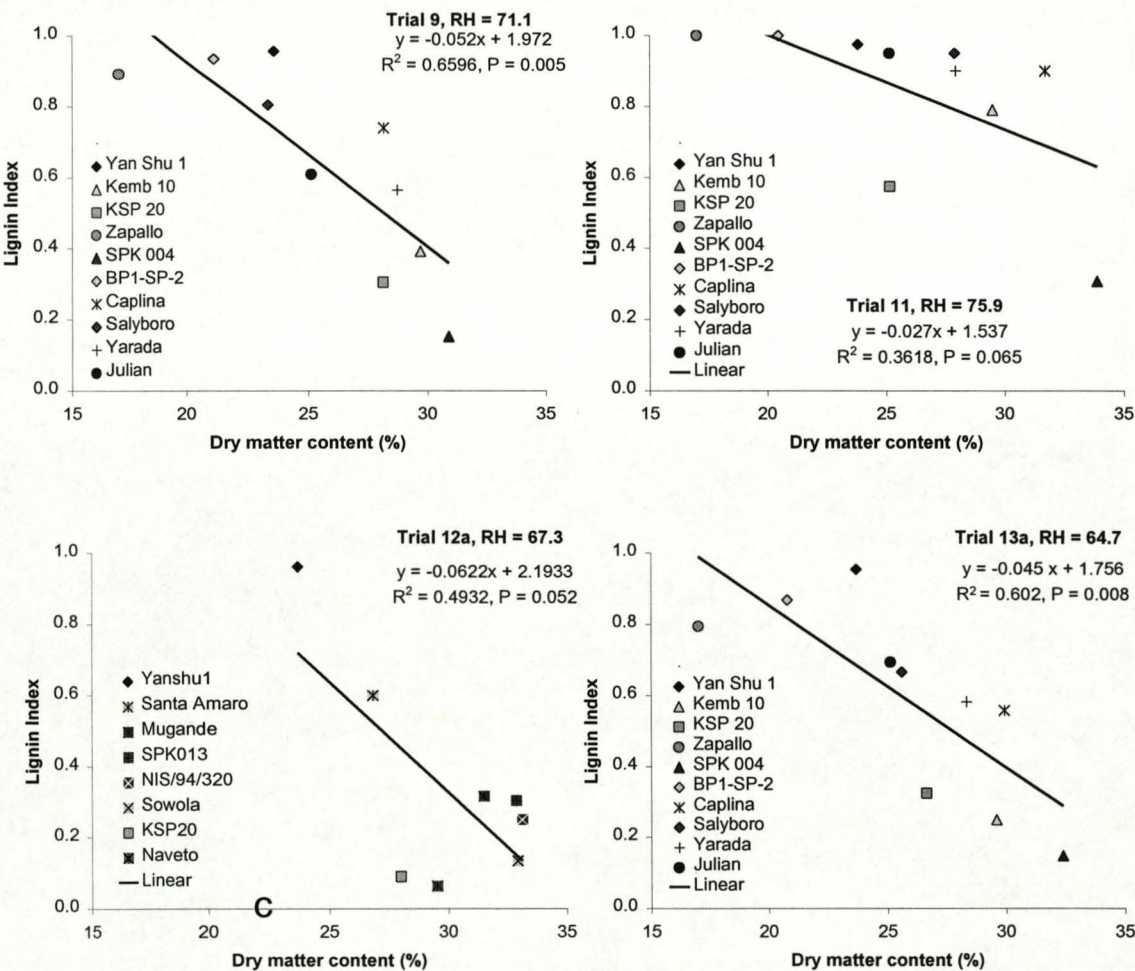 Trial 9, RH = 71.1
y = -0.052x + 1.972
R² = 0.6596, P = 0.005
Lignin Index
1.0
0.8
0.6
0.4
0.2
0.0
Yan Shu 1
Kemb 10
KSP 20
Zapallo
SPK 004
BP1-SP-2
Caplina
Salyboro
Yarada
Julian
15 20 25 30 35
Dry matter content (%)
Lignin Index
1.0
0.8
0.6
0.4
0.2
0.0
Yan Shu 1
Kemb 10
KSP 20
Zapallo
SPK 004
BP1-SP-2
Caplina
Salyboro
Yarada
Julian
Linear
Trial 11, RH = 75.9
y = -0.027x + 1.537
R² = 0.3618, P = 0.065
15 20 25 30 35
Dry matter content (%)
Trial 12a, RH = 67.3
y = -0.0622x + 2.1933
R² = 0.4932, P = 0.052
Lignin Index
1.0
0.8
0.6
0.4
0.2
0.0
Yanshu1
Santa Amaro
Mugande
SPK013
NIS/94/320
Sowola
KSP20
Naveto
Linear
C
15 20 25 30 35
Dry matter content (%)
Trial 13a, RH = 64.7
y = -0.045 x + 1.756
R² = 0.602, P = 0.008
Lignin Index
1.0
0.8
0.6
0.4
0.2
0.0
Yan Shu 1
Kemb 10
KSP 20
Zapallo
SPK 004
BP1-SP-2
Caplina
Salyboro
Yarada
Julian
Linear
15 20 25 30 35
Dry matter content (%)